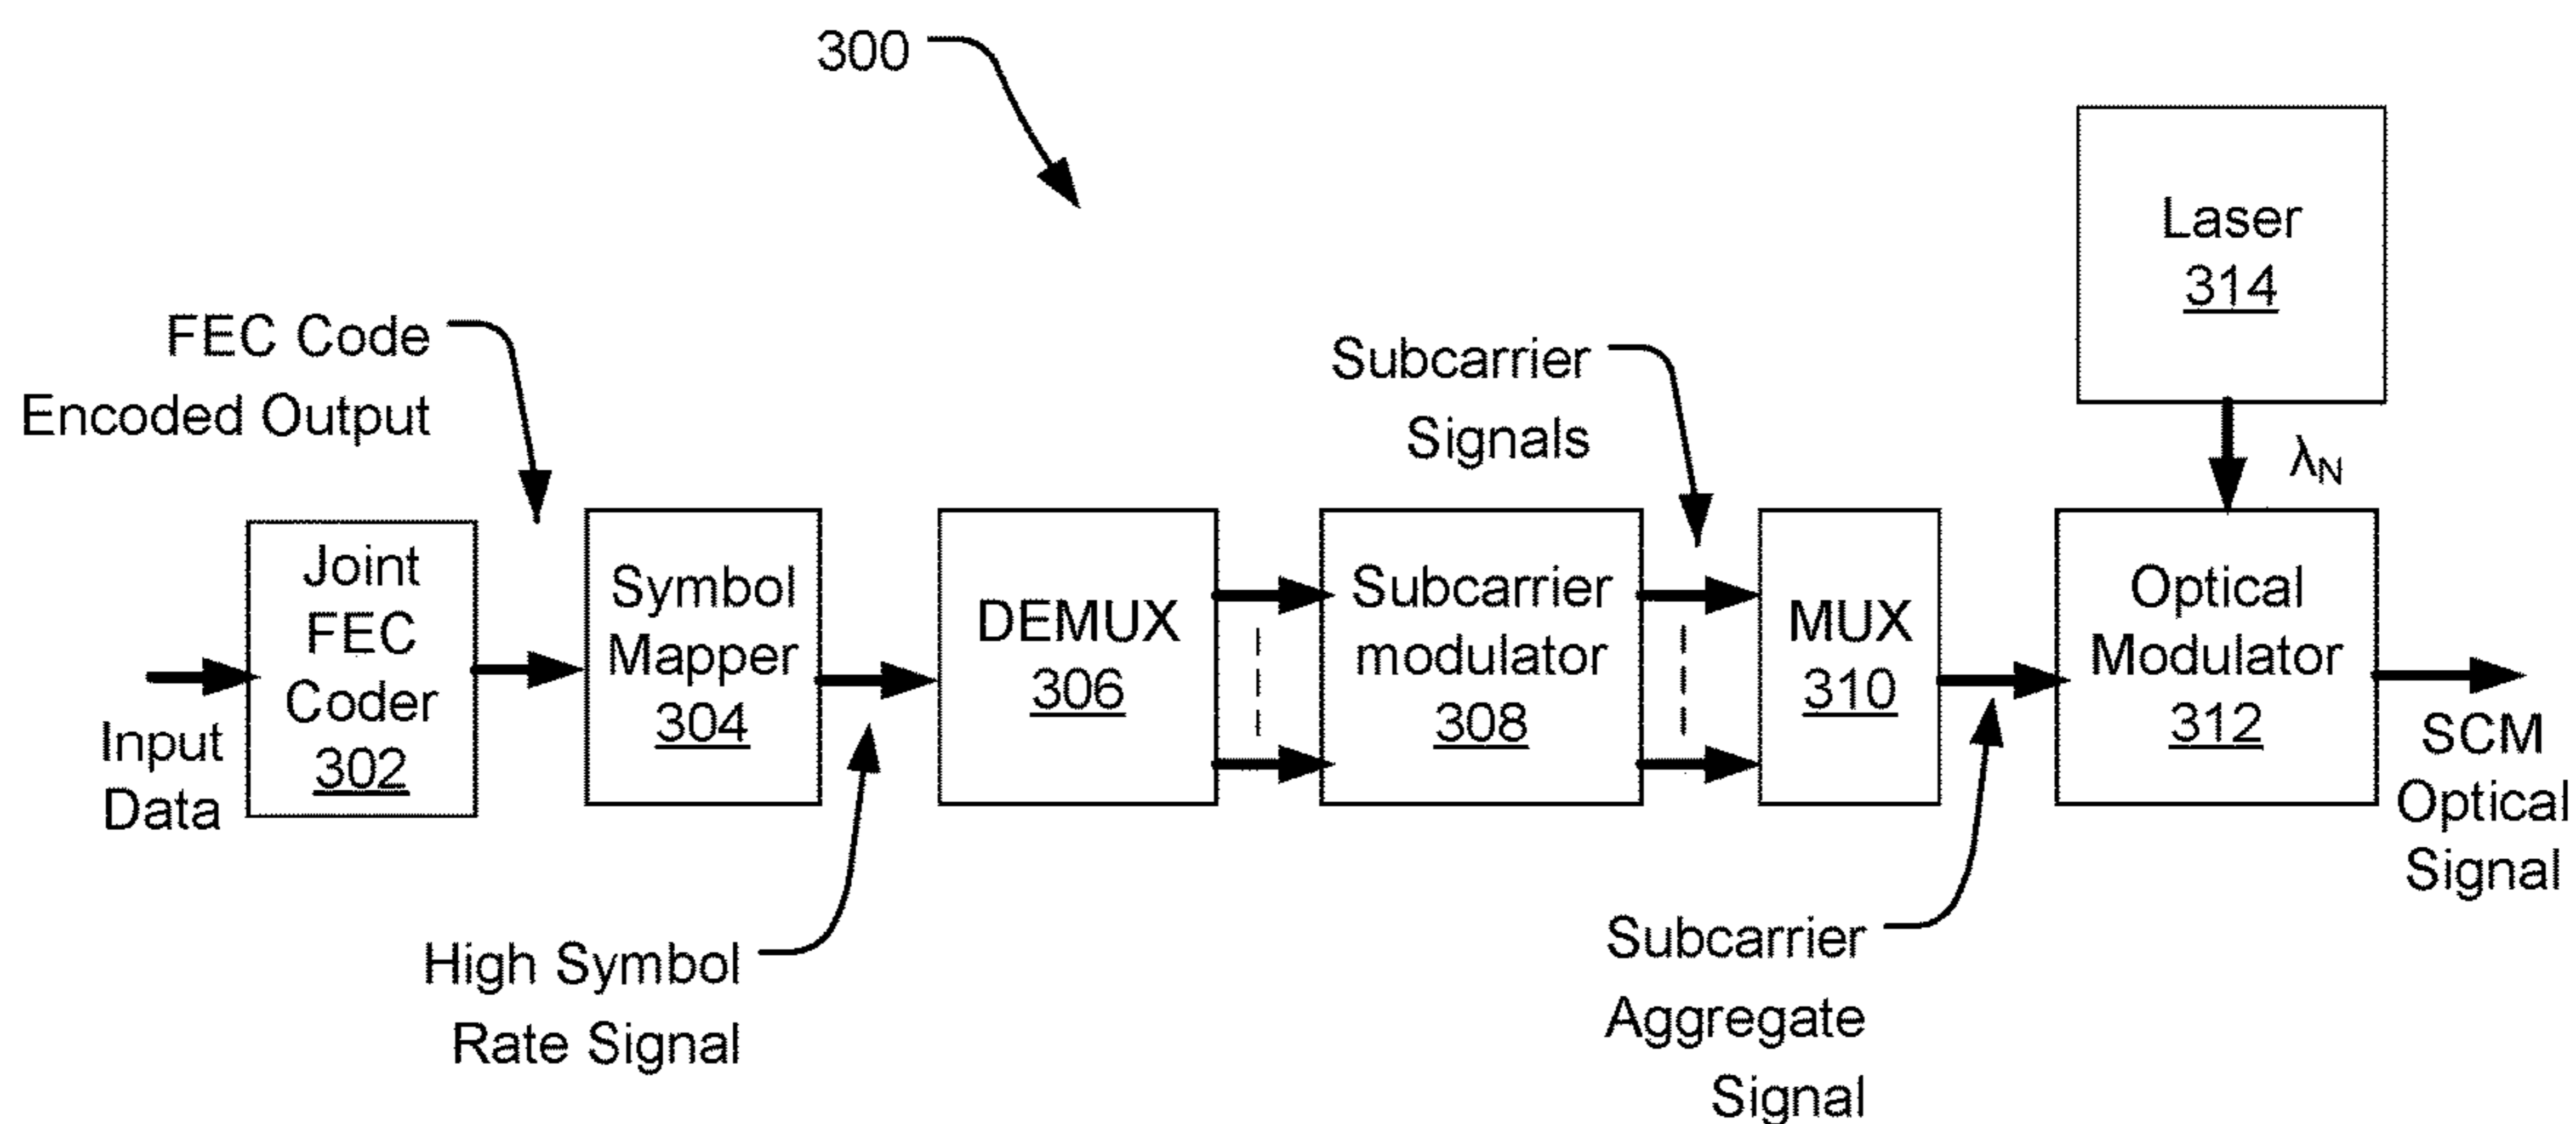 300
FEC Code
Encoded Output
Subcarrier
Signals
Laser
314
λN
Input
Data
Joint
FEC
Coder
302
Symbol
Mapper
304
High Symbol
Rate Signal
DEMUX
306
Subcarrier
modulator
308
MUX
310
Subcarrier
Aggregate
Signal
Optical
Modulator
312
SCM
Optical
Signal